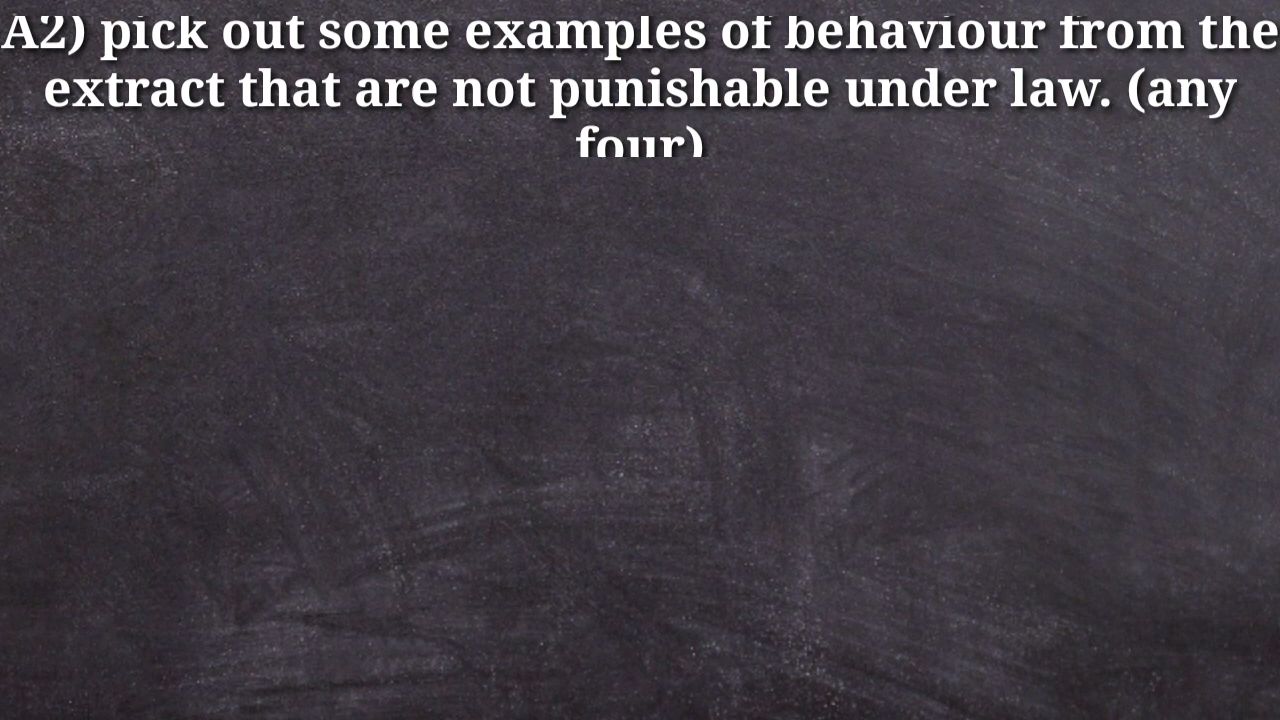 A2) pick out some examples of behaviour from the
extract that are not punishable under law. (any
four)